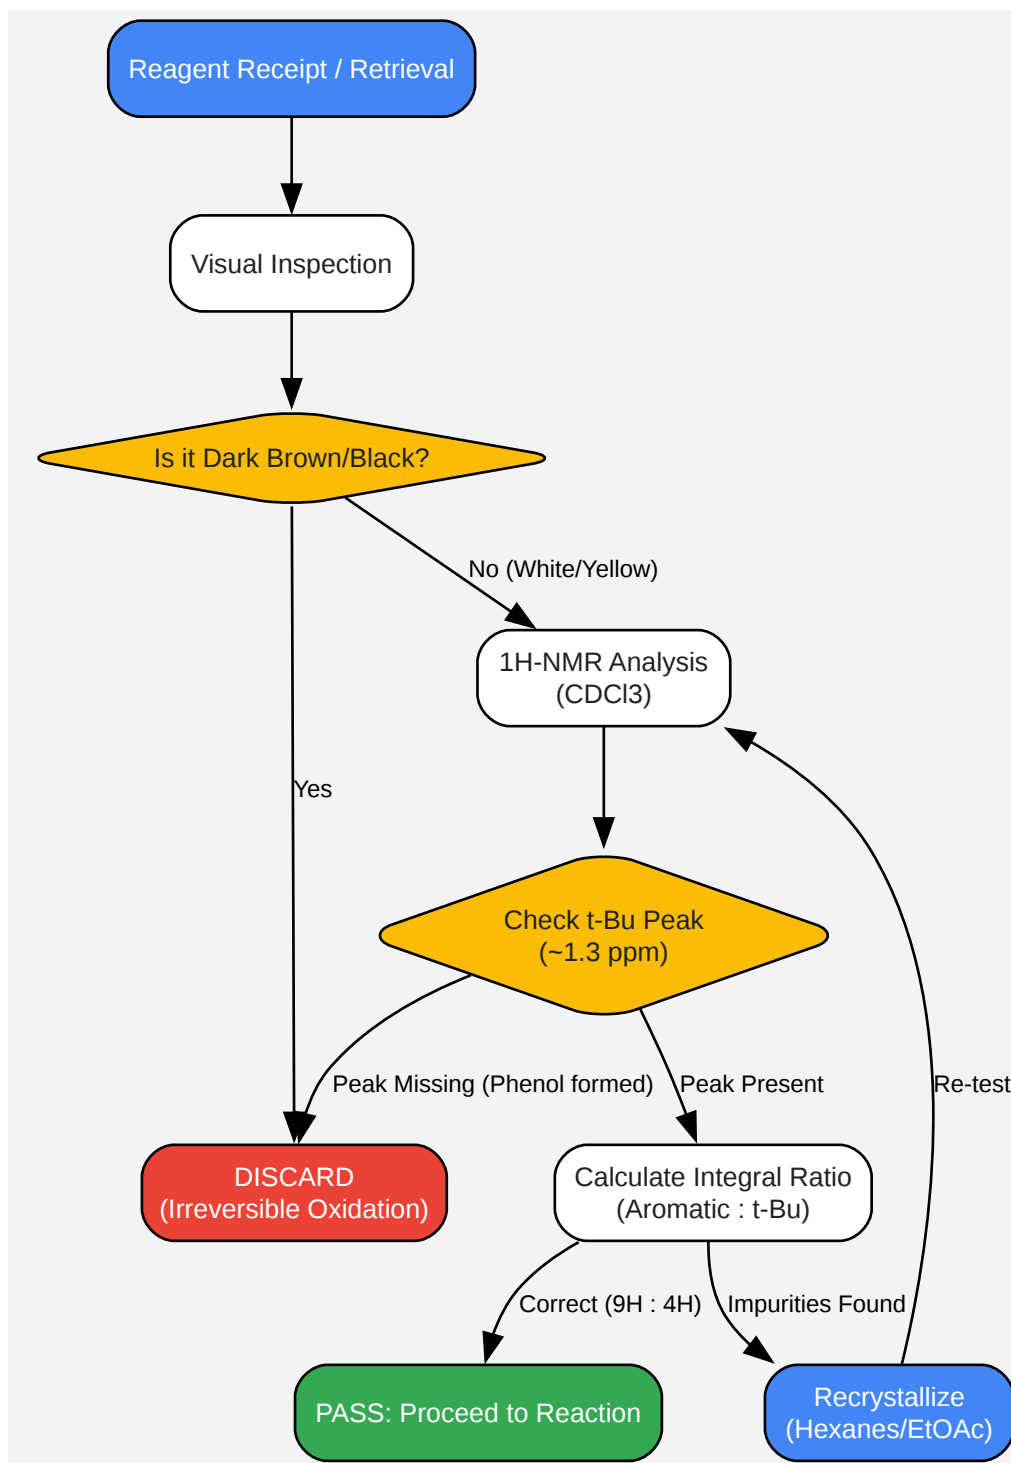 Reagent Receipt / Retrieval
Visual Inspection
Is it Dark Brown/Black?
No (White/Yellow)
1H-NMR Analysis
(CDCl3)
Yes
Check t-Bu Peak
(~1.3 ppm)
Peak Missing (Phenol formed)
Peak Present
Re-test
DISCARD
(Irreversible Oxidation)
Calculate Integral Ratio
(Aromatic : t-Bu)
Correct (9H : 4H)
Impurities Found
PASS: Proceed to Reaction
Recrystallize
(Hexanes/EtOAc)